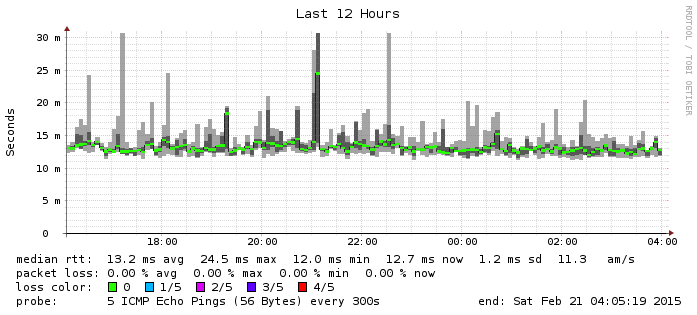 Last 12 Hours
RRDTOOL / TOBI OETIKER
Seconds
30 m
25 m
20 m
15 m
10 m
5 m
0
18:00 20:00 22:00 00:00 02:00 04:00
median rtt: 13.2 ms avg 24.5 ms max 12.0 ms min 12.7 ms now 1.2 ms sd 11.3 am/s
packet loss: 0.00 % avg 0.00 % max 0.00 % min 0.00 % now
loss color: 0 1/5 2/5 3/5 4/5
probe: 5 ICMP Echo Pings (56 Bytes) every 300s end: Sat Feb 21 04:05:19 2015